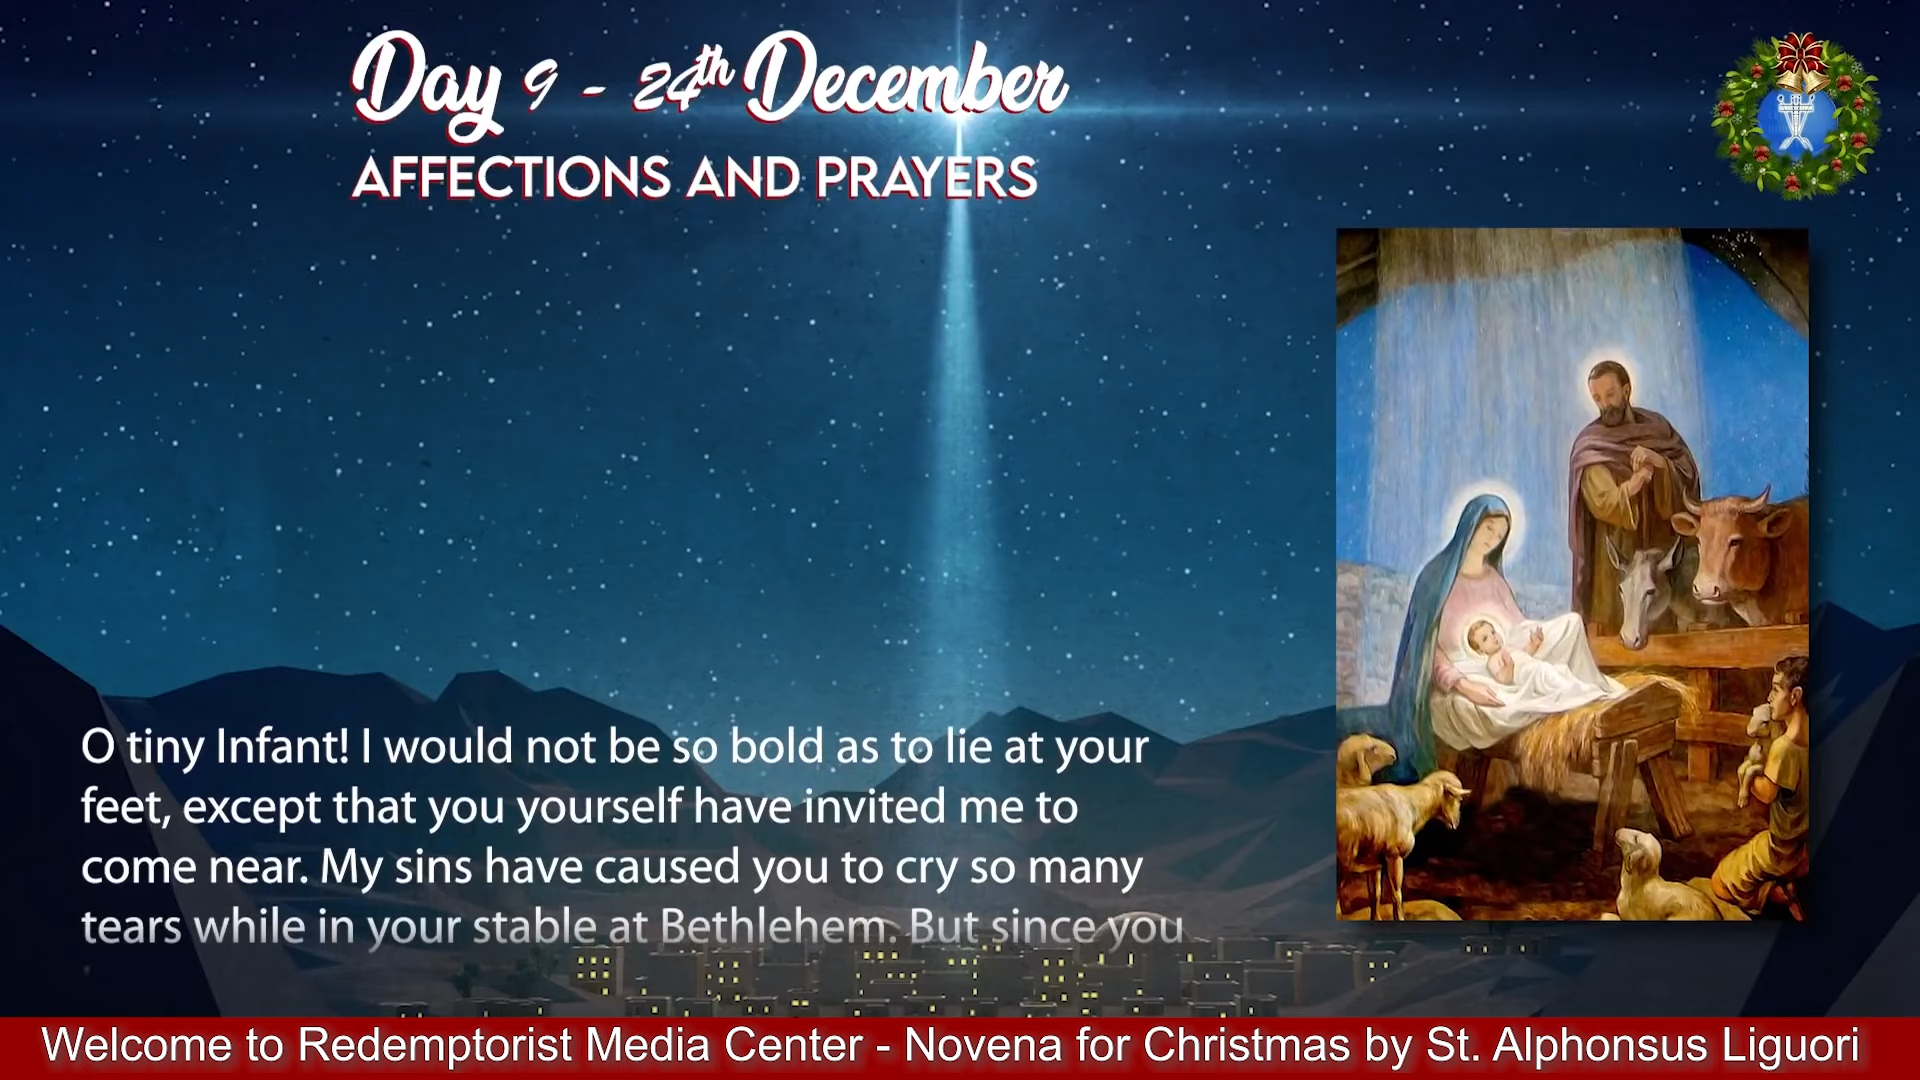 Day 9 - 24th December
AFFECTIONS AND PRAYERS
O tiny Infant! I would not be so bold as to lie at your
feet, except that you yourself have invited me to
come near. My sins have caused you to cry so many
tears while in your stable at Bethlehem. But since you
Welcome to Redemptorist Media Center - Novena for Christmas by St. Alphonsus Liguori